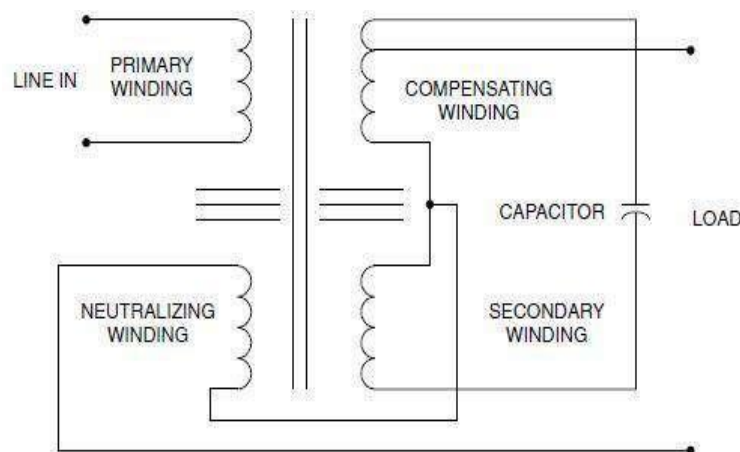 LINE IN
PRIMARY
WINDING
COMPENSATING
WINDING
CAPACITOR
LOAD
NEUTRALIZING
WINDING
SECONDARY
WINDING